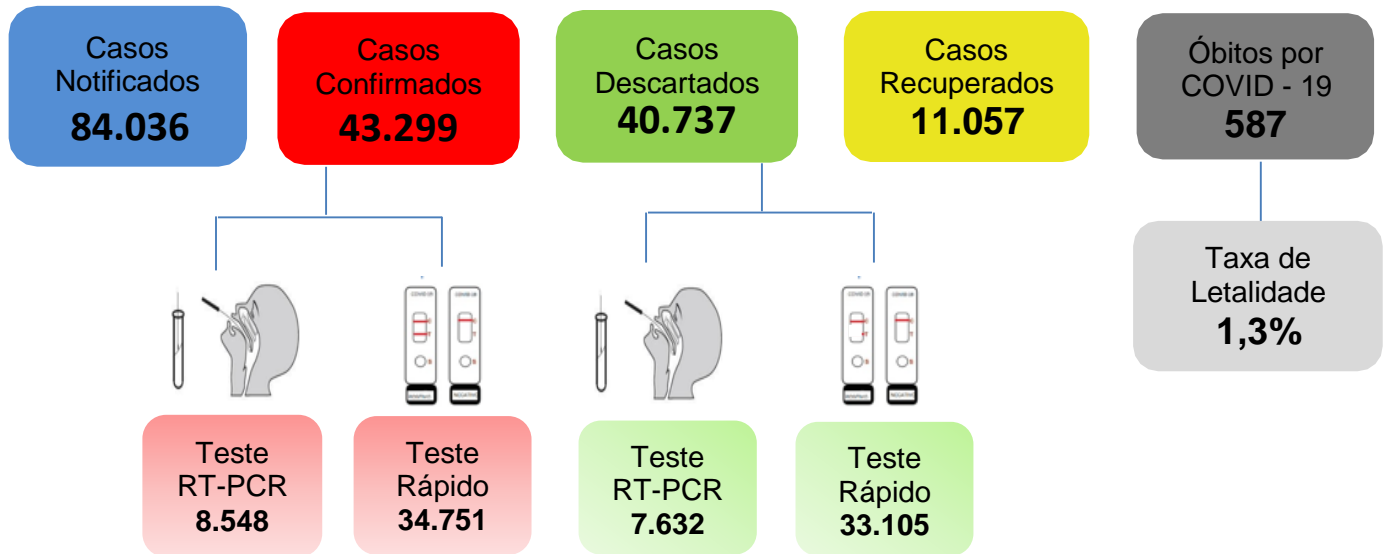 Casos
Notificados
84.036
Casos
Confirmados
43.299
Casos
Descartados
40.737
Casos
Recuperados
11.057
Óbitos por
COVID - 19
587
Taxa de
Letalidade
1,3%
Teste
RT-PCR
8.548
Teste
Rápido
34.751
Teste
RT-PCR
7.632
Teste
Rápido
33.105